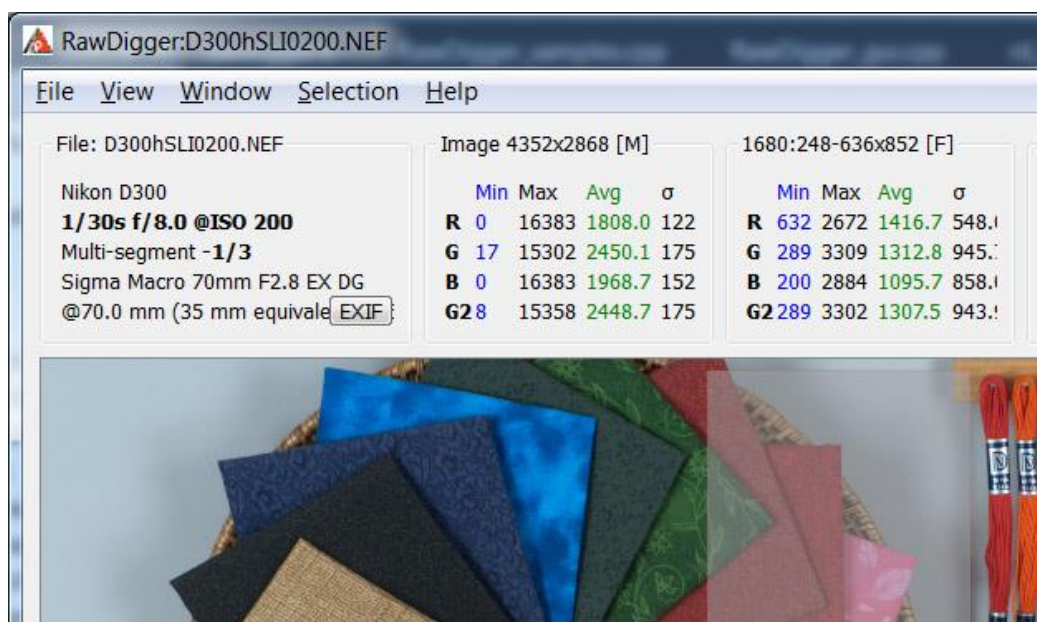 RawDigger:D300hSLI0200.NEF
File View Window Selection Help
File: D300hSLI0200.NEF
Nikon D300
1/30s f/8.0 @ISO 200
Multi-segment -1/3
Sigma Macro 70mm F2.8 EX DG
@70.0 mm (35 mm equivale EXIF
Image 4352x2868 [M]
Min Max Avg σ
R 0 16383 1808.0 122
G 17 15302 2450.1 175
B 0 16383 1968.7 152
G2 8 15358 2448.7 175
1680:248-636x852 [F]
Min Max Avg σ
R 632 2672 1416.7 548.
G 289 3309 1312.8 945.
B 200 2884 1095.7 858.
G2 289 3302 1307.5 943.